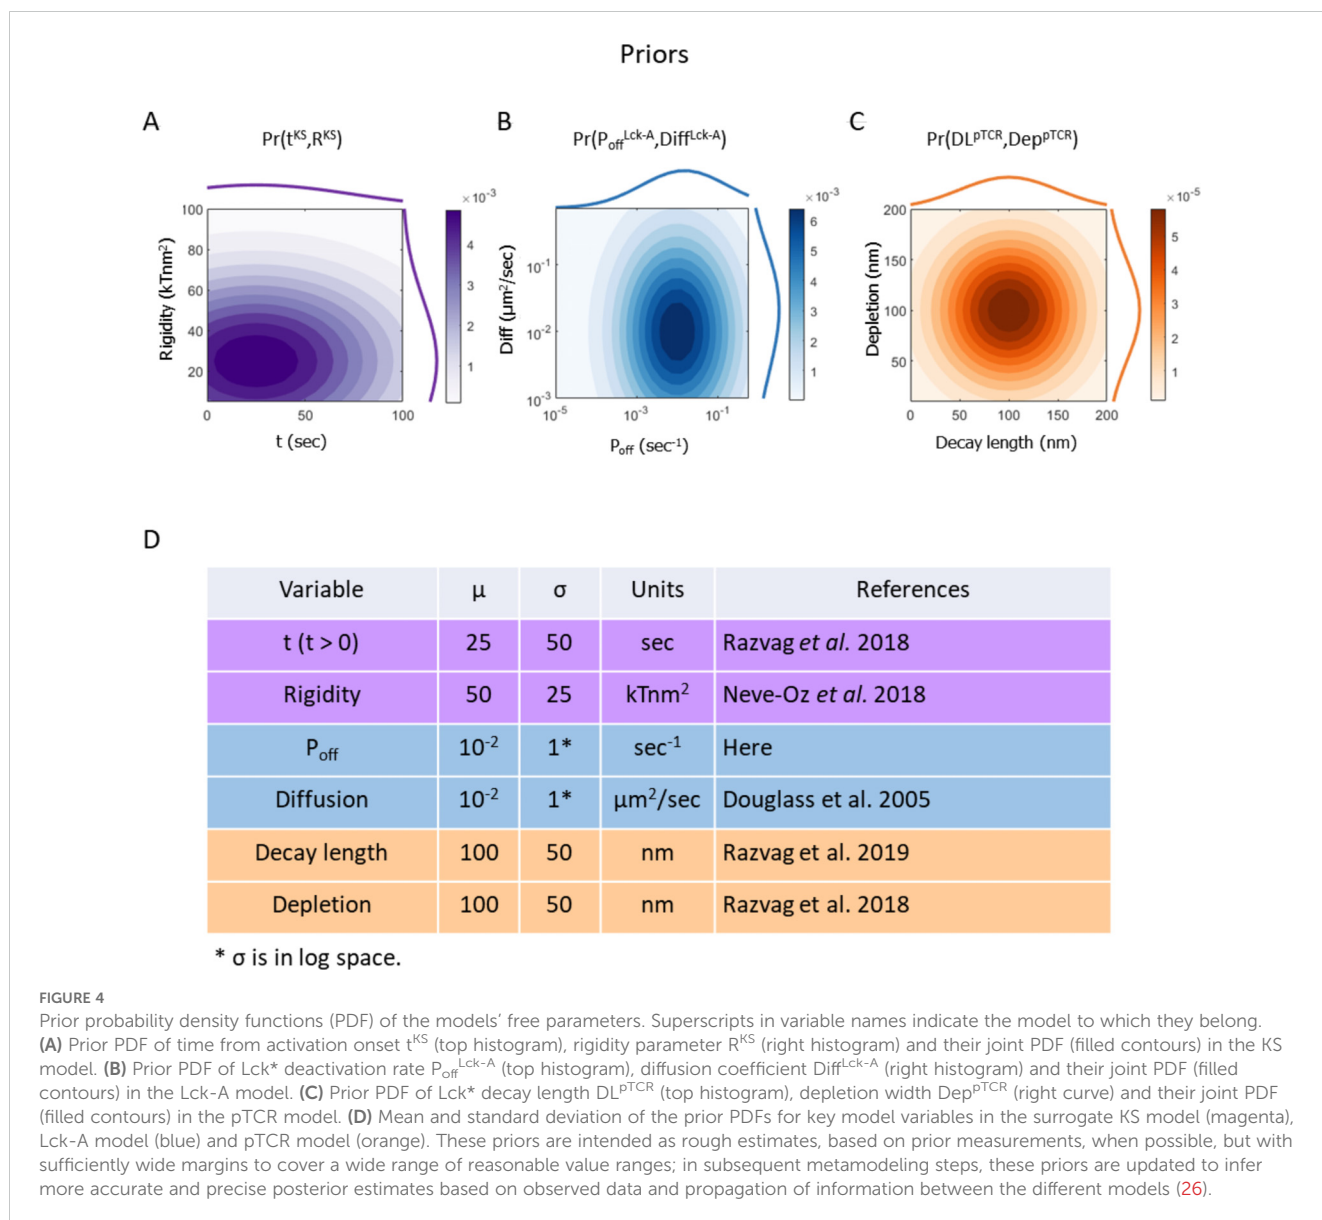 Priors
A
Pr(t^KS,R^KS)
×10^-3
100
80
60
40
20
Rigidity (kTnm²)
0
50
100
t (sec)
4
3
2
1
B
Pr(P_off^Lck-A,Diff^Lck-A)
×10^-3
10^-1
10^-2
10^-3
Diff (µm²/sec)
10^-5
10^-3
10^-1
P_off (sec^-1)
6
5
4
3
2
1
C
Pr(DL^pTCR,Dep^pTCR)
×10^-5
200
150
100
50
Depletion (nm)
0
50
100
150
200
Decay length (nm)
5
4
3
2
1
D
Variable µ σ Units References
t (t > 0) 25 50 sec Razvag et al. 2018
Rigidity 50 25 kTnm² Neve-Oz et al. 2018
P_off 10^-2 1* sec^-1 Here
Diffusion 10^-2 1* µm²/sec Douglass et al. 2005
Decay length 100 50 nm Razvag et al. 2019
Depletion 100 50 nm Razvag et al. 2018
* σ is in log space.
FIGURE 4
Prior probability density functions (PDF) of the models' free parameters. Superscripts in variable names indicate the model to which they belong.
(A) Prior PDF of time from activation onset t^KS (top histogram), rigidity parameter R^KS (right histogram) and their joint PDF (filled contours) in the KS
model. (B) Prior PDF of Lck* deactivation rate P_off^Lck-A (top histogram), diffusion coefficient Diff^Lck-A (right histogram) and their joint PDF (filled
contours) in the Lck-A model. (C) Prior PDF of Lck* decay length DL^pTCR (top histogram), depletion width Dep^pTCR (right curve) and their joint PDF
(filled contours) in the pTCR model. (D) Mean and standard deviation of the prior PDFs for key model variables in the surrogate KS model (magenta),
Lck-A model (blue) and pTCR model (orange). These priors are intended as rough estimates, based on prior measurements, when possible, but with
sufficiently wide margins to cover a wide range of reasonable value ranges; in subsequent metamodeling steps, these priors are updated to infer
more accurate and precise posterior estimates based on observed data and propagation of information between the different models (26).